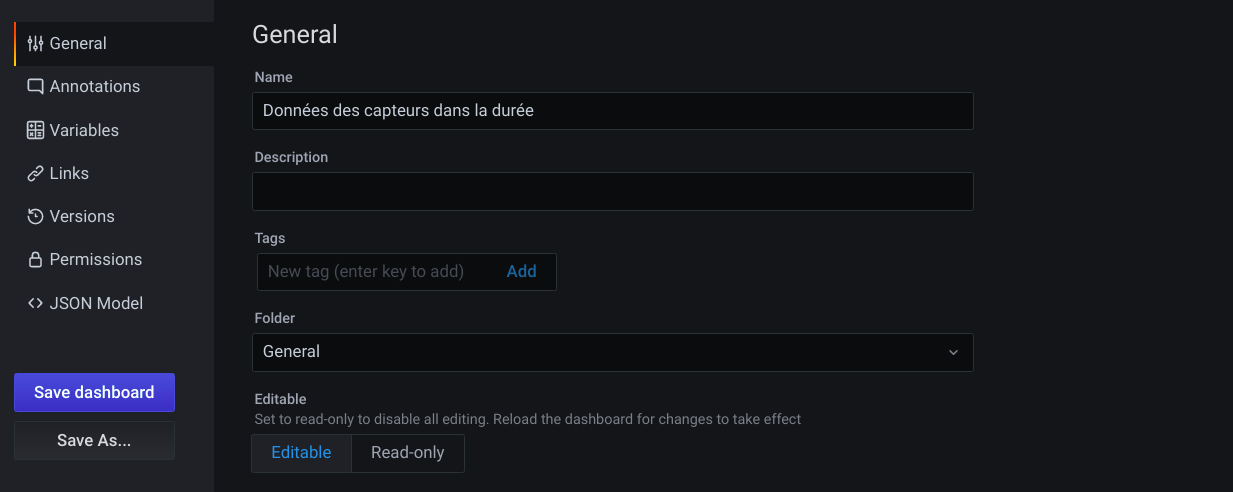 General
Annotations
Variables
Links
Versions
Permissions
JSON Model
Save dashboard
Save As...
General
Name
Données des capteurs dans la durée
Description
Tags
New tag (enter key to add)
Add
Folder
General
Editable
Set to read-only to disable all editing. Reload the dashboard for changes to take effect
Editable
Read-only